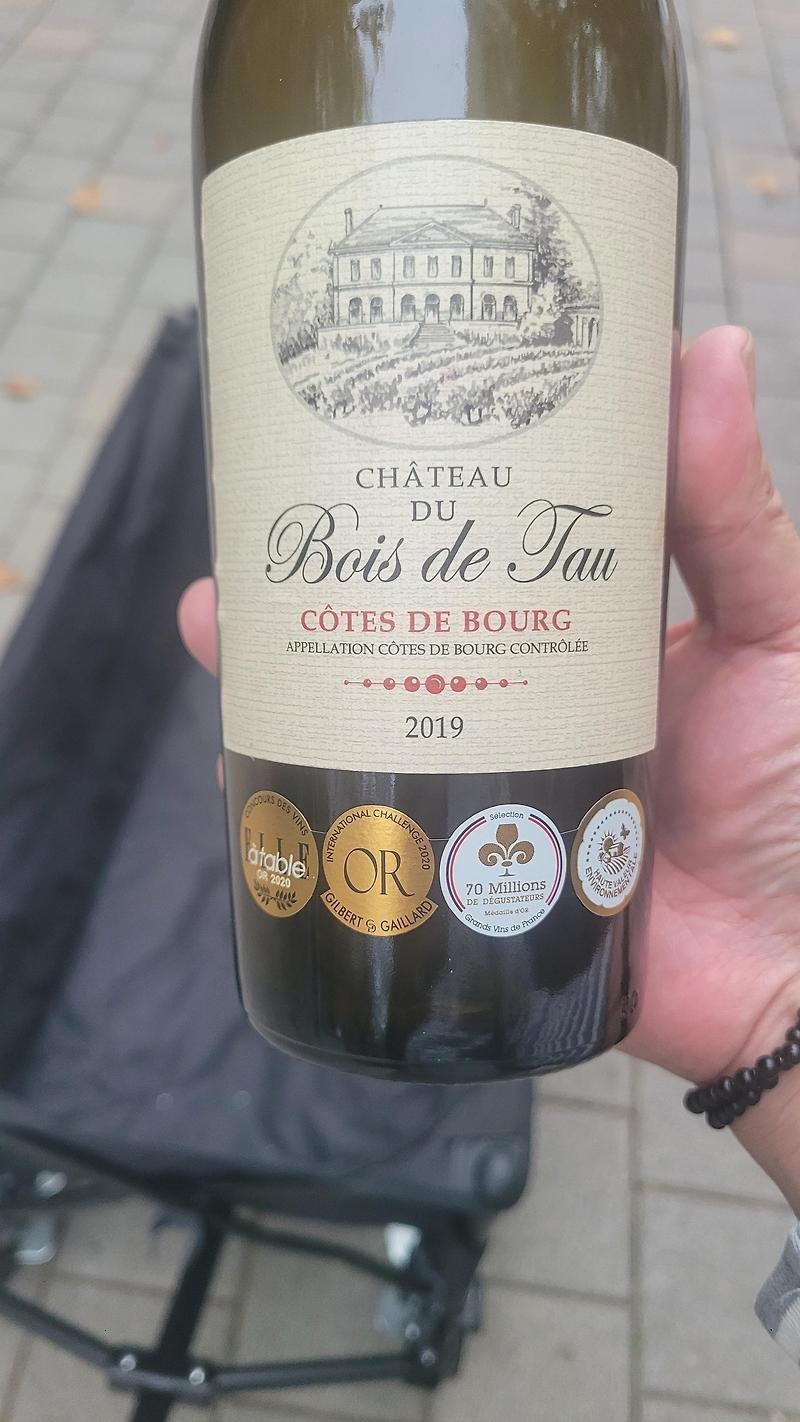 CHÂTEAU
DU
Bois de Tau
CÔTES DE BOURG
APPELLATION CÔTES DE BOURG CONTRÔLÉE
2019
CONCOURS DES VINS
ELLE
à table
OR 2020
INTERNATIONAL CHALLENGE 2020
OR
GILBERT & GAILLARD
Sélection
70 Millions
DE DÉGUSTATEURS
Médaille d'OR
Grands Vins de France
HAUTE VALEUR
ENVIRONNEMENTALE